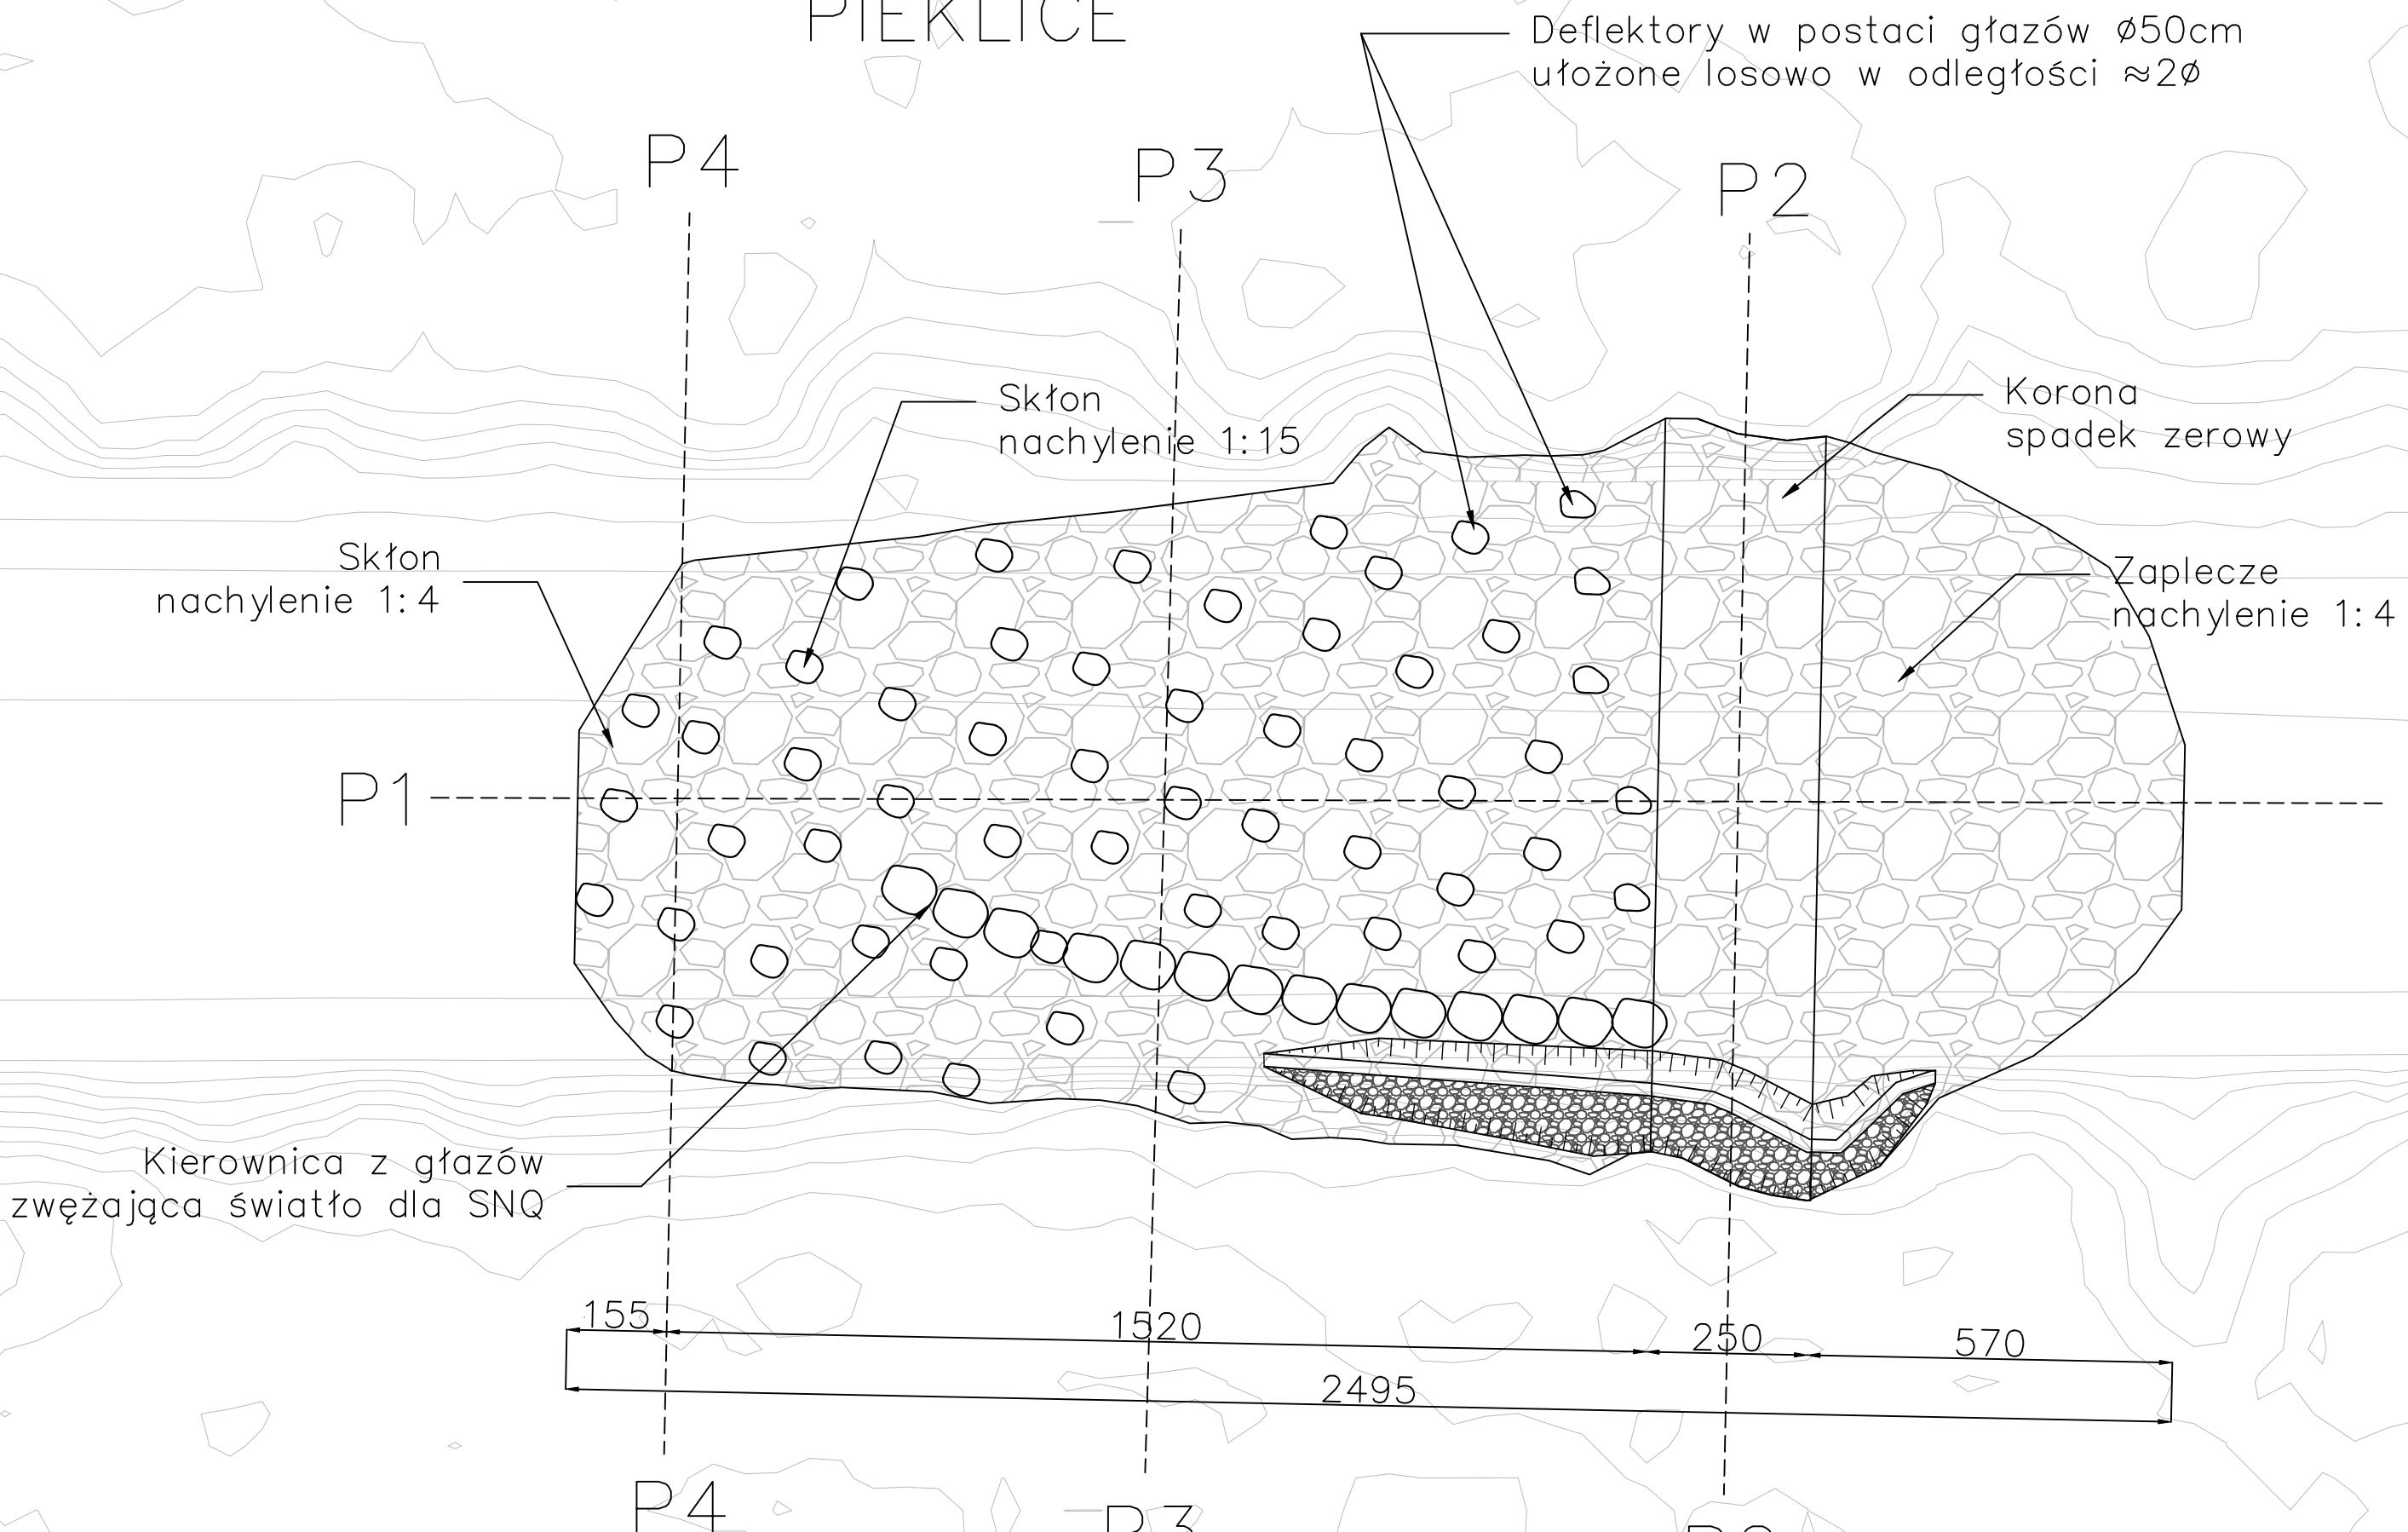 PIEKLICE
Deflektory w postaci głazów ø50cm
ułożone losowo w odległości ≈2ø
P4
P3
P2
Skłon
nachylenie 1:15
Korona
spadek zerowy
Skłon
nachylenie 1:4
Zaplecze
nachylenie 1:4
P1
Kierownica z głazów
zwężająca światło dla SNQ
155
1520
250
570
2495
P4
P3
P2